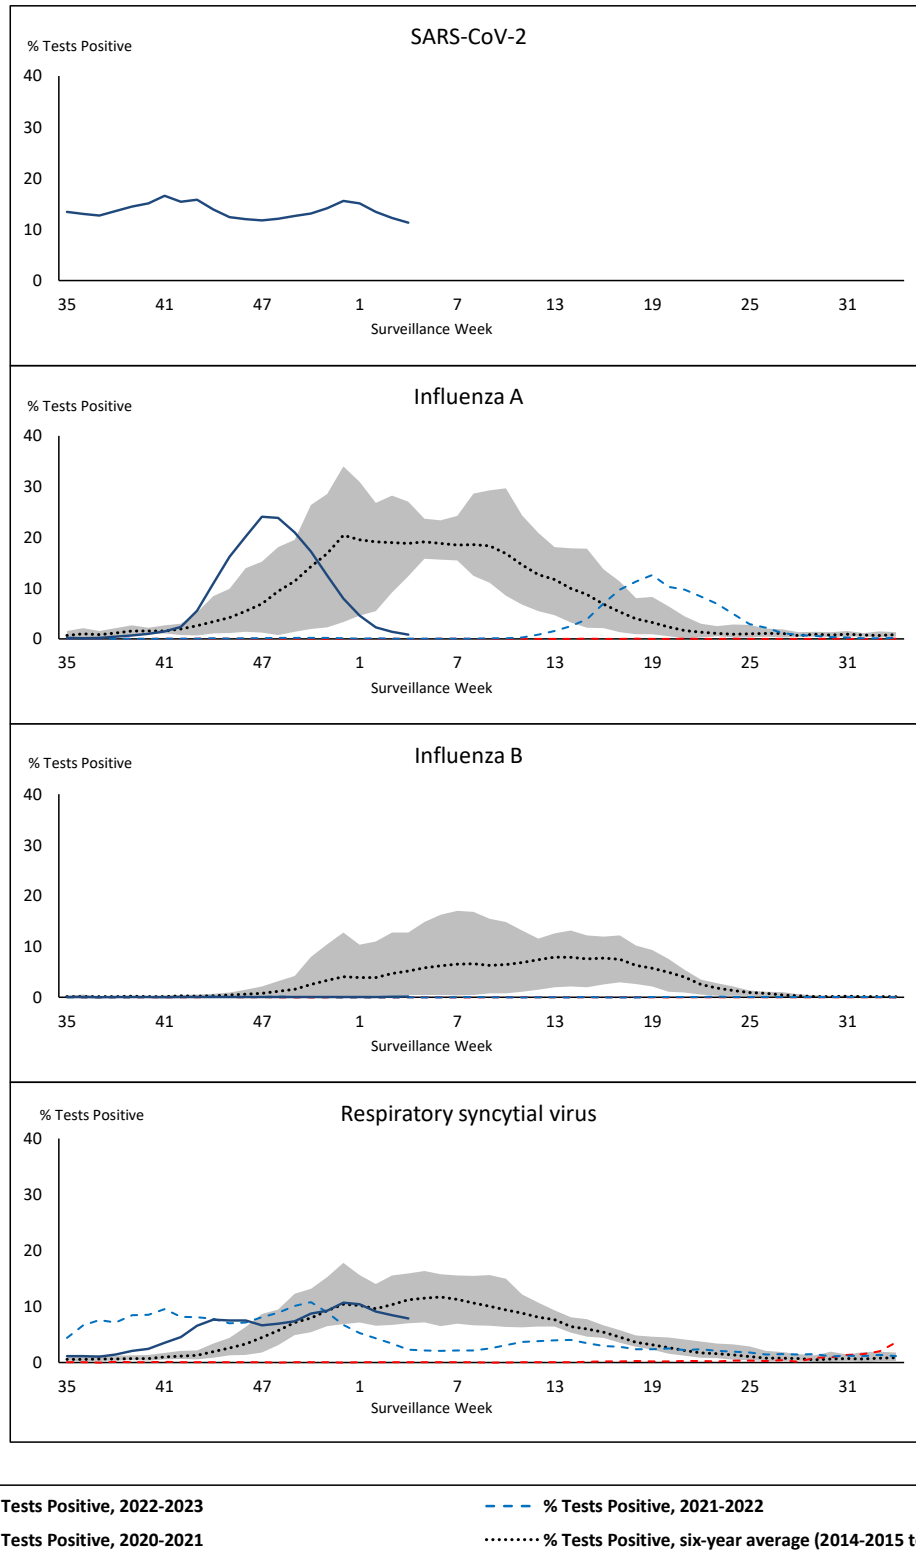 SARS-CoV-2
% Tests Positive
40
30
20
10
0
35 41 47 1 7 13 19 25 31
Surveillance Week
Influenza A
% Tests Positive
40
30
20
10
0
35 41 47 1 7 13 19 25 31
Surveillance Week
Influenza B
% Tests Positive
40
30
20
10
0
35 41 47 1 7 13 19 25 31
Surveillance Week
Respiratory syncytial virus
% Tests Positive
40
30
20
10
0
35 41 47 1 7 13 19 25 31
Surveillance Week
Tests Positive, 2022-2023 % Tests Positive, 2021-2022
Tests Positive, 2020-2021 % Tests Positive, six-year average (2014-2015 t